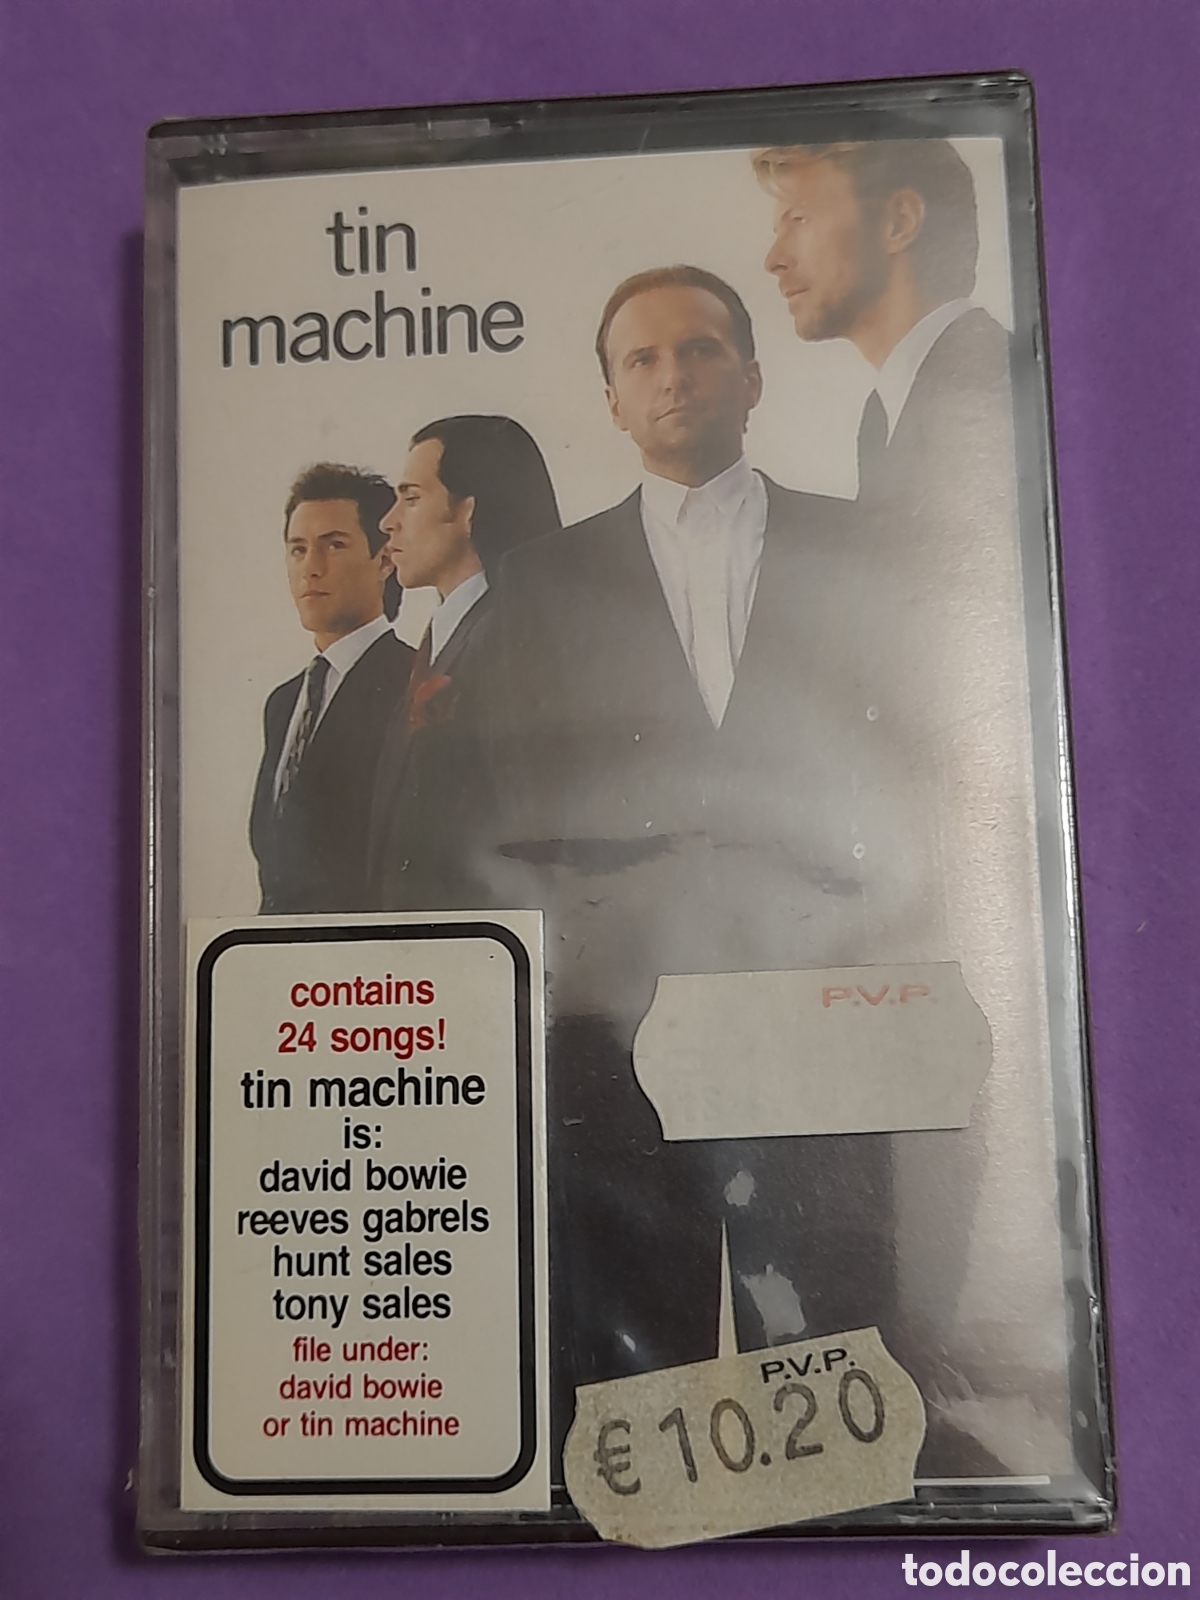 tin
machine
contains
24 songs!
tin machine
is:
david bowie
reeves gabrels
hunt sales
tony sales
file under:
david bowie
or tin machine
P.V.P.
P.V.P.
€10.20
todocoleccion